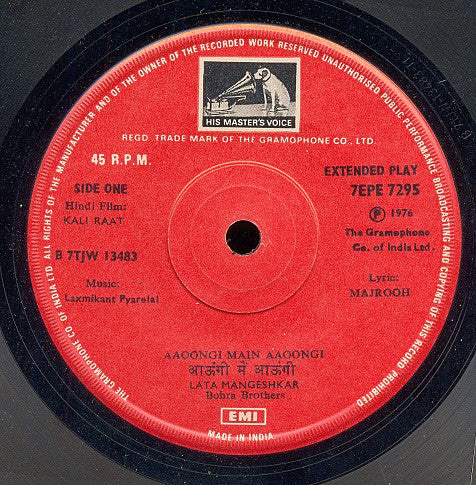 ALL RIGHTS OF THE MANUFACTURER AND OF THE OWNER OF THE RECORDED WORK RESERVED UNAUTHORISED PUBLIC PERFORMANCE BROADCASTING AND COPYING OF THIS RECORD PROHIBITED
HIS MASTER'S VOICE
REGD. TRADE MARK OF THE GRAMOPHONE CO., LTD.
45 R.P.M.
EXTENDED PLAY
SIDE ONE
7EPE 7295
Hindi Film:
KALI RAAT
℗ 1976
The Gramophone
Co. of India Ltd.
B 7TJW 13483
Music:
Laxmikant Pyarelal
Lyric:
MAJROOH
AAOONGI MAIN AAOONGI
आऊंगी मैं आऊंगी
LATA MANGESHKAR
Bohra Brothers
EMI
MADE IN INDIA
THE GRAMOPHONE CO OF INDIA LTD